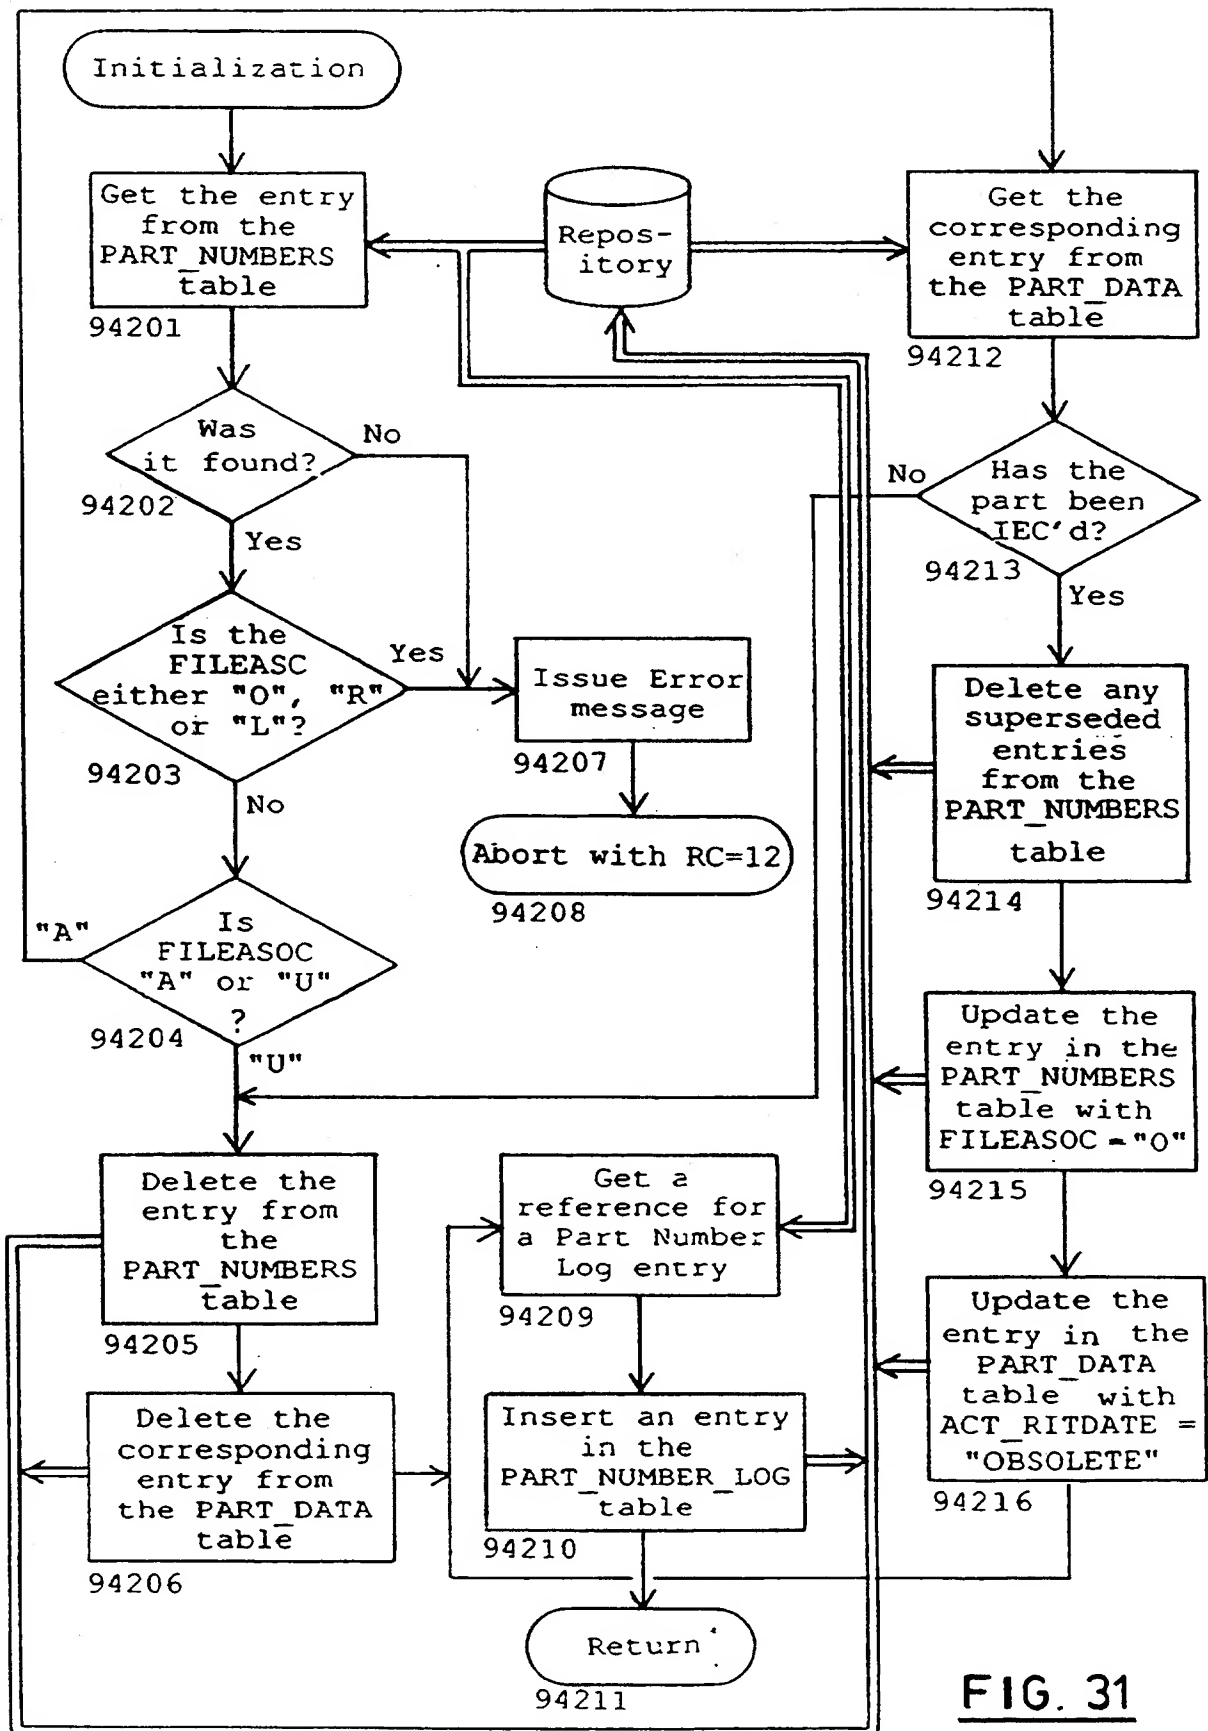 Initialization
Get the entry
from the
PART_NUMBERS
table
94201
Was
it found?
94202
No
Yes
Is the
FILEASC
either "O", "R"
or "L"?
94203
Yes
No
Issue Error
message
94207
Abort with RC=12
94208
Is
FILEASOC
"A" or "U"
?
94204
"A"
"U"
Delete the
entry from
the
PART_NUMBERS
table
94205
Delete the
corresponding
entry from
the PART_DATA
table
94206
Repos-
itory
Get a
reference for
a Part Number
Log entry
94209
Insert an entry
in the
PART_NUMBER_LOG
table
94210
Return
94211
Get the
corresponding
entry from
the PART_DATA
table
94212
Has the
part been
IEC'd?
94213
No
Yes
Delete any
superseded
entries
from the
PART_NUMBERS
table
94214
Update the
entry in the
PART_NUMBERS
table with
FILEASOC = "O"
94215
Update the
entry in the
PART_DATA
table with
ACT_RITDATE =
"OBSOLETE"
94216
FIG. 31